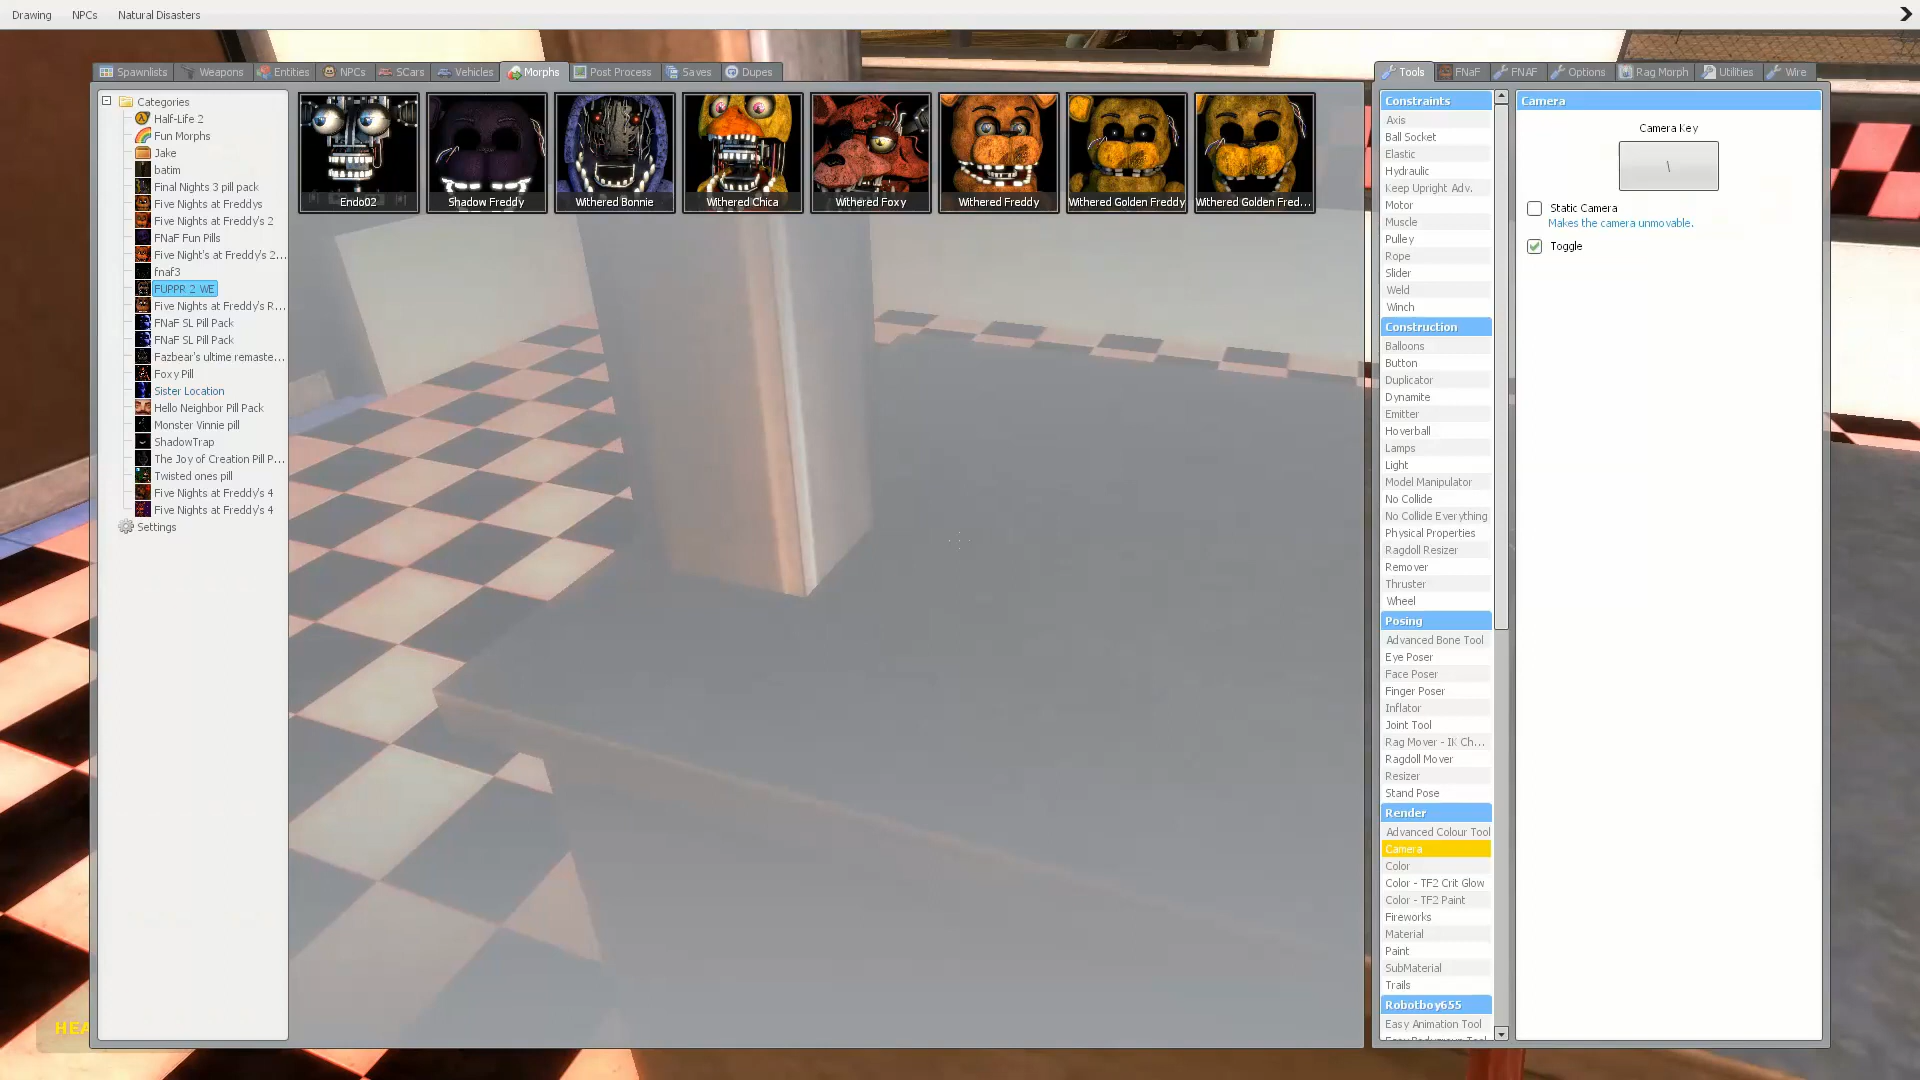 Drawing NPCs Natural Disasters
Spawnlists Weapons Entities NPCs SCars Vehicles Morphs Post Process Saves Dupes
Tools FNaF FNAF Options Rag Morph Utilities Wire
Categories
Half-Life 2
Fun Morphs
Jake
batim
Final Nights 3 pill pack
Five Nights at Freddys
Five Nights at Freddy's 2
FNaF Fun Pills
Five Night's at Freddy's 2...
fnaf3
FUPPR 2 WE
Five Nights at Freddy's R...
FNaF SL Pill Pack
FNaF SL Pill Pack
Fazbear's ultime remaste...
Foxy Pill
Sister Location
Hello Neighbor Pill Pack
Monster Vinnie pill
ShadowTrap
The Joy of Creation Pill P...
Twisted ones pill
Five Nights at Freddy's 4
Five Nights at Freddy's 4
Settings
Endo02
Shadow Freddy
Withered Bonnie
Withered Chica
Withered Foxy
Withered Freddy
Withered Golden Freddy
Withered Golden Fred...
Constraints
Axis
Ball Socket
Elastic
Hydraulic
Keep Upright Adv.
Motor
Muscle
Pulley
Rope
Slider
Weld
Winch
Construction
Balloons
Button
Duplicator
Dynamite
Emitter
Hoverball
Lamps
Light
Model Manipulator
No Collide
No Collide Everything
Physical Properties
Ragdoll Resizer
Remover
Thruster
Wheel
Posing
Advanced Bone Tool
Eye Poser
Face Poser
Finger Poser
Inflator
Joint Tool
Rag Mover - IK Ch...
Ragdoll Mover
Resizer
Stand Pose
Render
Advanced Colour Tool
Camera
Color
Color - TF2 Crit Glow
Color - TF2 Paint
Fireworks
Material
Paint
SubMaterial
Trails
Robotboy655
Easy Animation Tool
Camera
Camera Key
\
Static Camera
Makes the camera unmovable.
Toggle
HEA